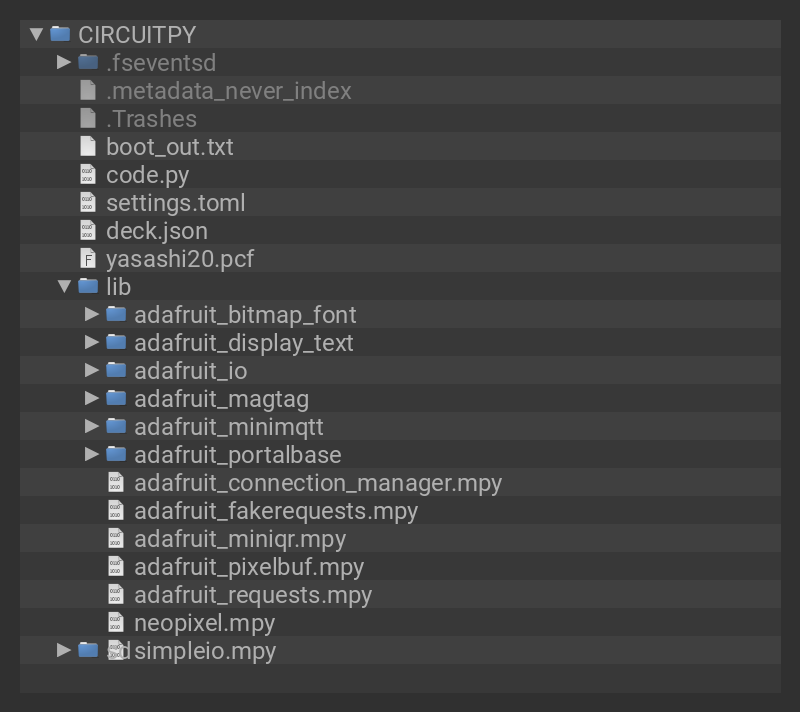 CIRCUITPY
.fseventsd
.metadata_never_index
.Trashes
boot_out.txt
code.py
settings.toml
deck.json
yasashi20.pcf
lib
adafruit_bitmap_font
adafruit_display_text
adafruit_io
adafruit_magtag
adafruit_minimqtt
adafruit_portalbase
adafruit_connection_manager.mpy
adafruit_fakerequests.mpy
adafruit_miniqr.mpy
adafruit_pixelbuf.mpy
adafruit_requests.mpy
neopixel.mpy
simpleio.mpy